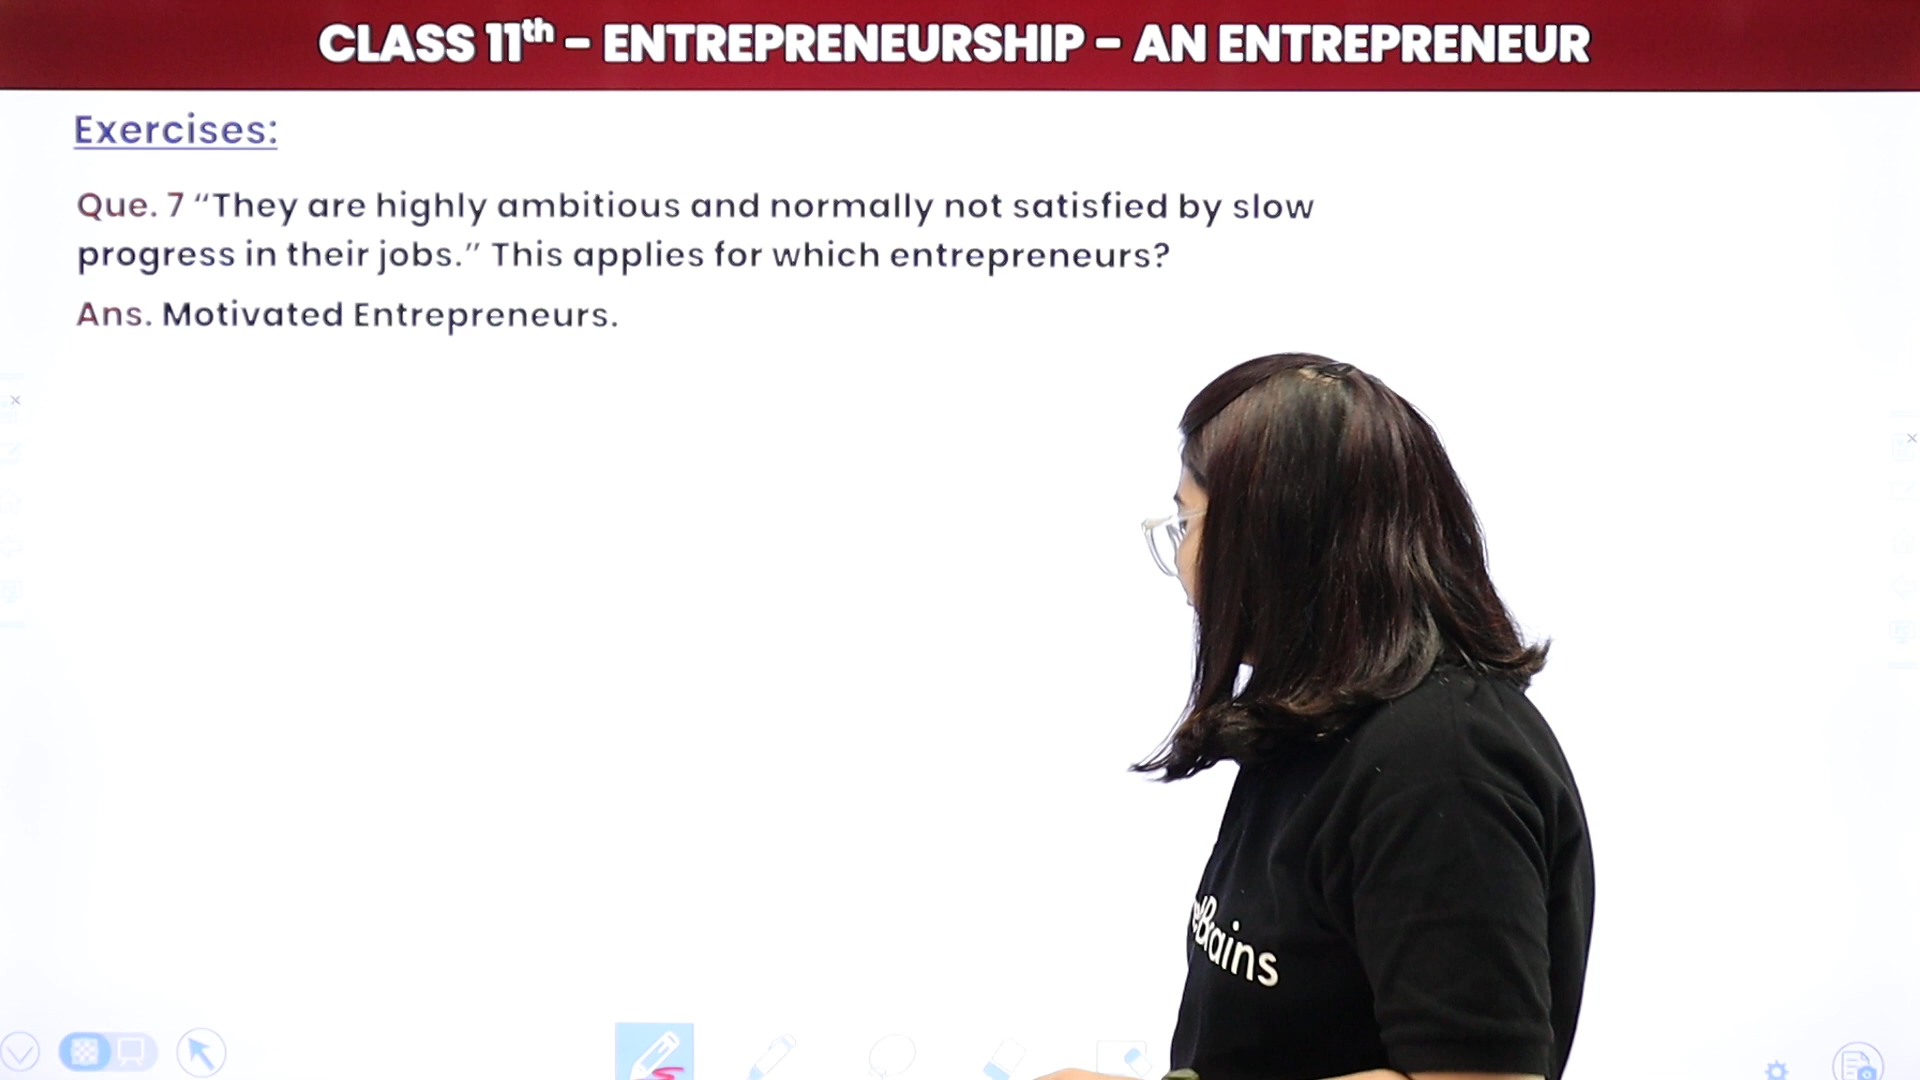 CLASS 11th – ENTREPRENEURSHIP – AN ENTREPRENEUR
Exercises:
Que. 7 “They are highly ambitious and normally not satisfied by slow
progress in their jobs.” This applies for which entrepreneurs?
Ans. Motivated Entrepreneurs.
Brains